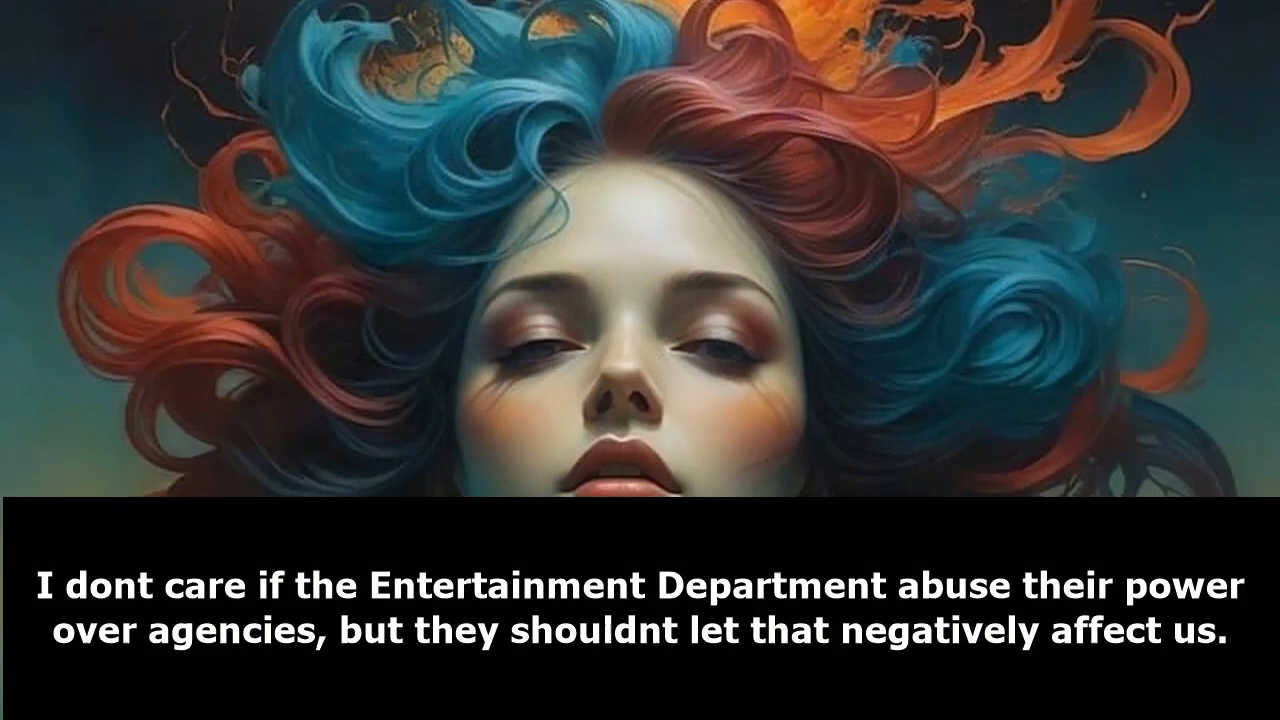 I dont care if the Entertainment Department abuse their power
over agencies, but they shouldnt let that negatively affect us.